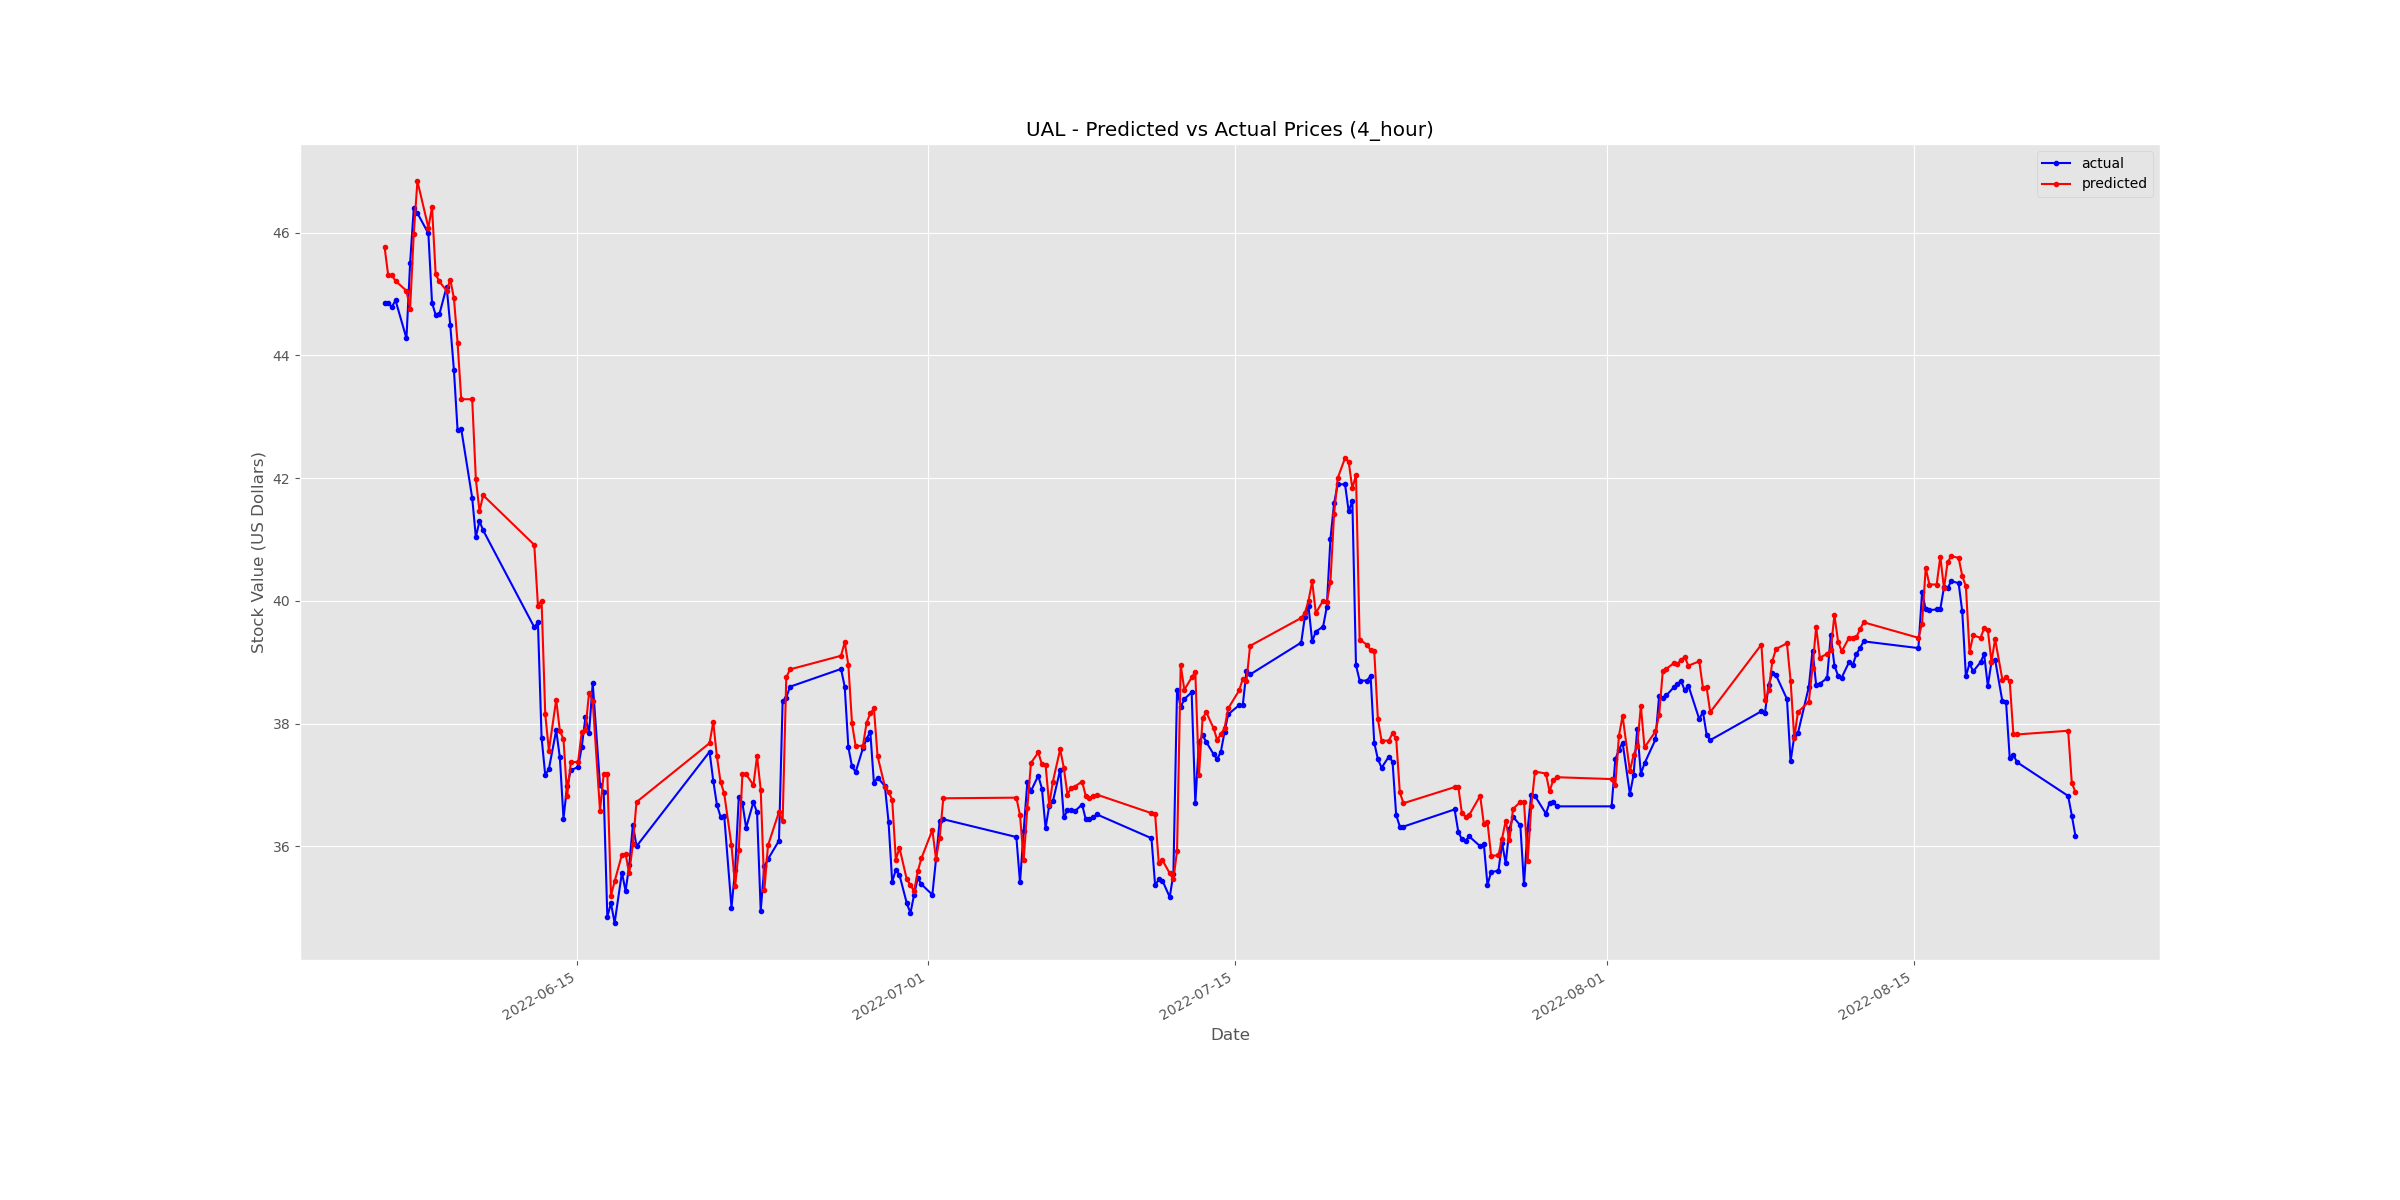 UAL - Predicted vs Actual Prices (4_hour)
actual
predicted
46
44
42
40
38
36
Stock Value (US Dollars)
2022-06-15
2022-07-01
2022-07-15
2022-08-01
2022-08-15
Date